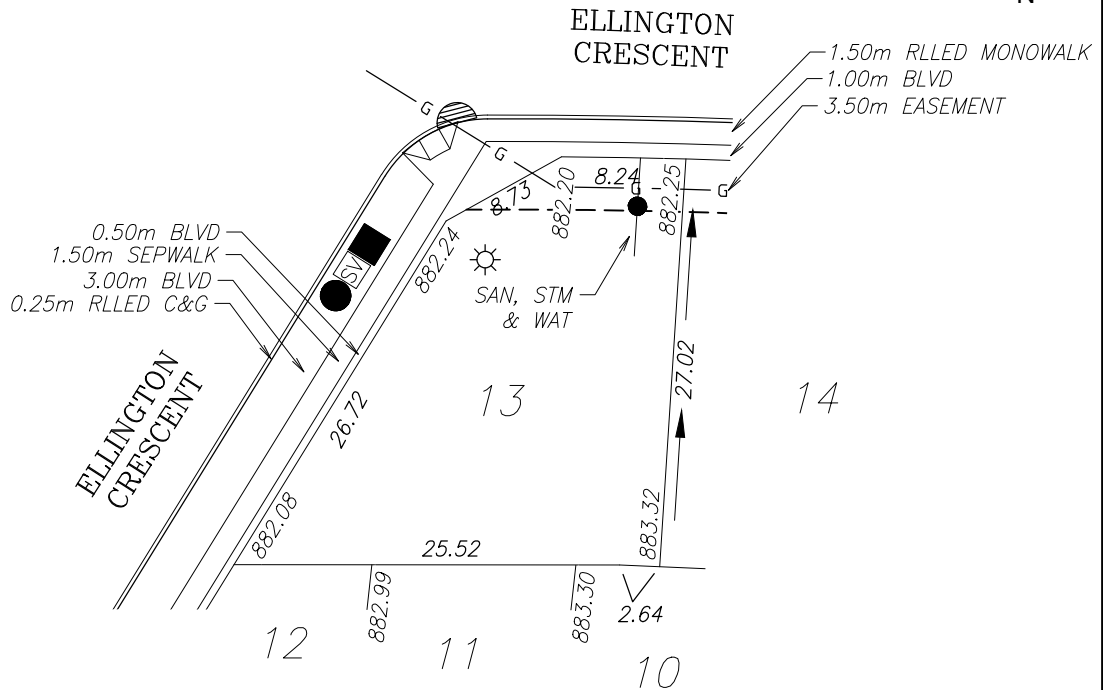 N
ELLINGTON
CRESCENT
1.50m RLLED MONOWALK
1.00m BLVD
3.50m EASEMENT
G
G
G
G
8.73
882.20
8.24
882.25
0.50m BLVD
1.50m SEPWALK
3.00m BLVD
0.25m RLLED C&G
SV
882.24
SAN, STM
& WAT
ELLINGTON
CRESCENT
26.72
13
27.02
14
882.08
883.32
25.52
882.99
883.30
2.64
12
11
10